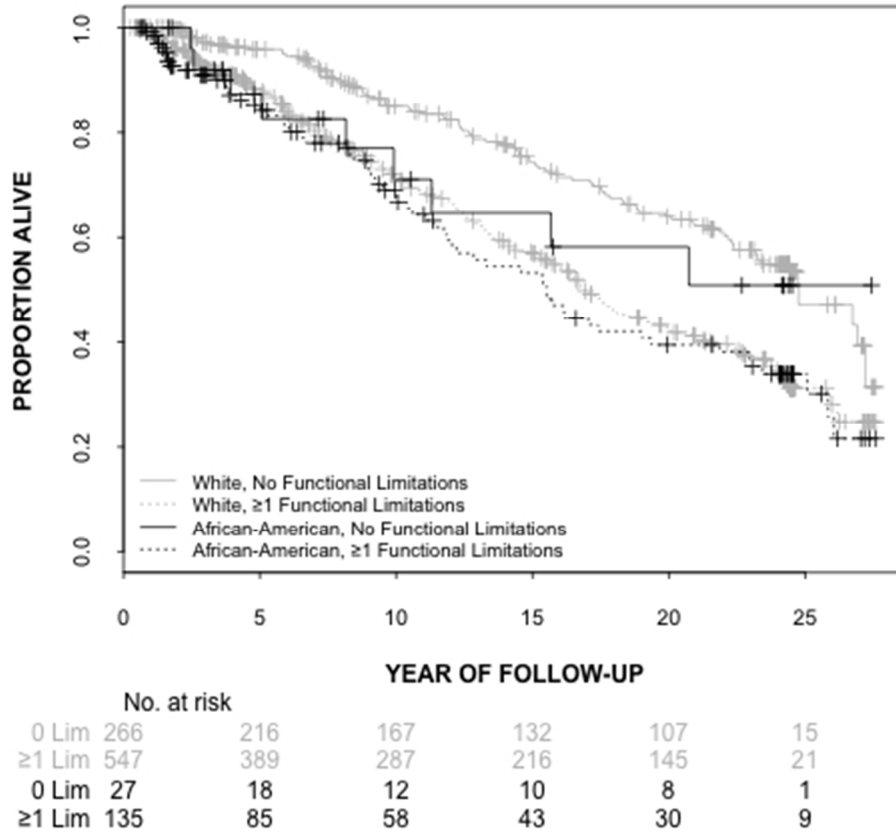 1.0
0.8
0.6
0.4
0.2
0.0
PROPORTION ALIVE
White, No Functional Limitations
White, ≥1 Functional Limitations
African-American, No Functional Limitations
African-American, ≥1 Functional Limitations
0 5 10 15 20 25
YEAR OF FOLLOW-UP
No. at risk
0 Lim 266 216 167 132 107 15
≥1 Lim 547 389 287 216 145 21
0 Lim 27 18 12 10 8 1
≥1 Lim 135 85 58 43 30 9